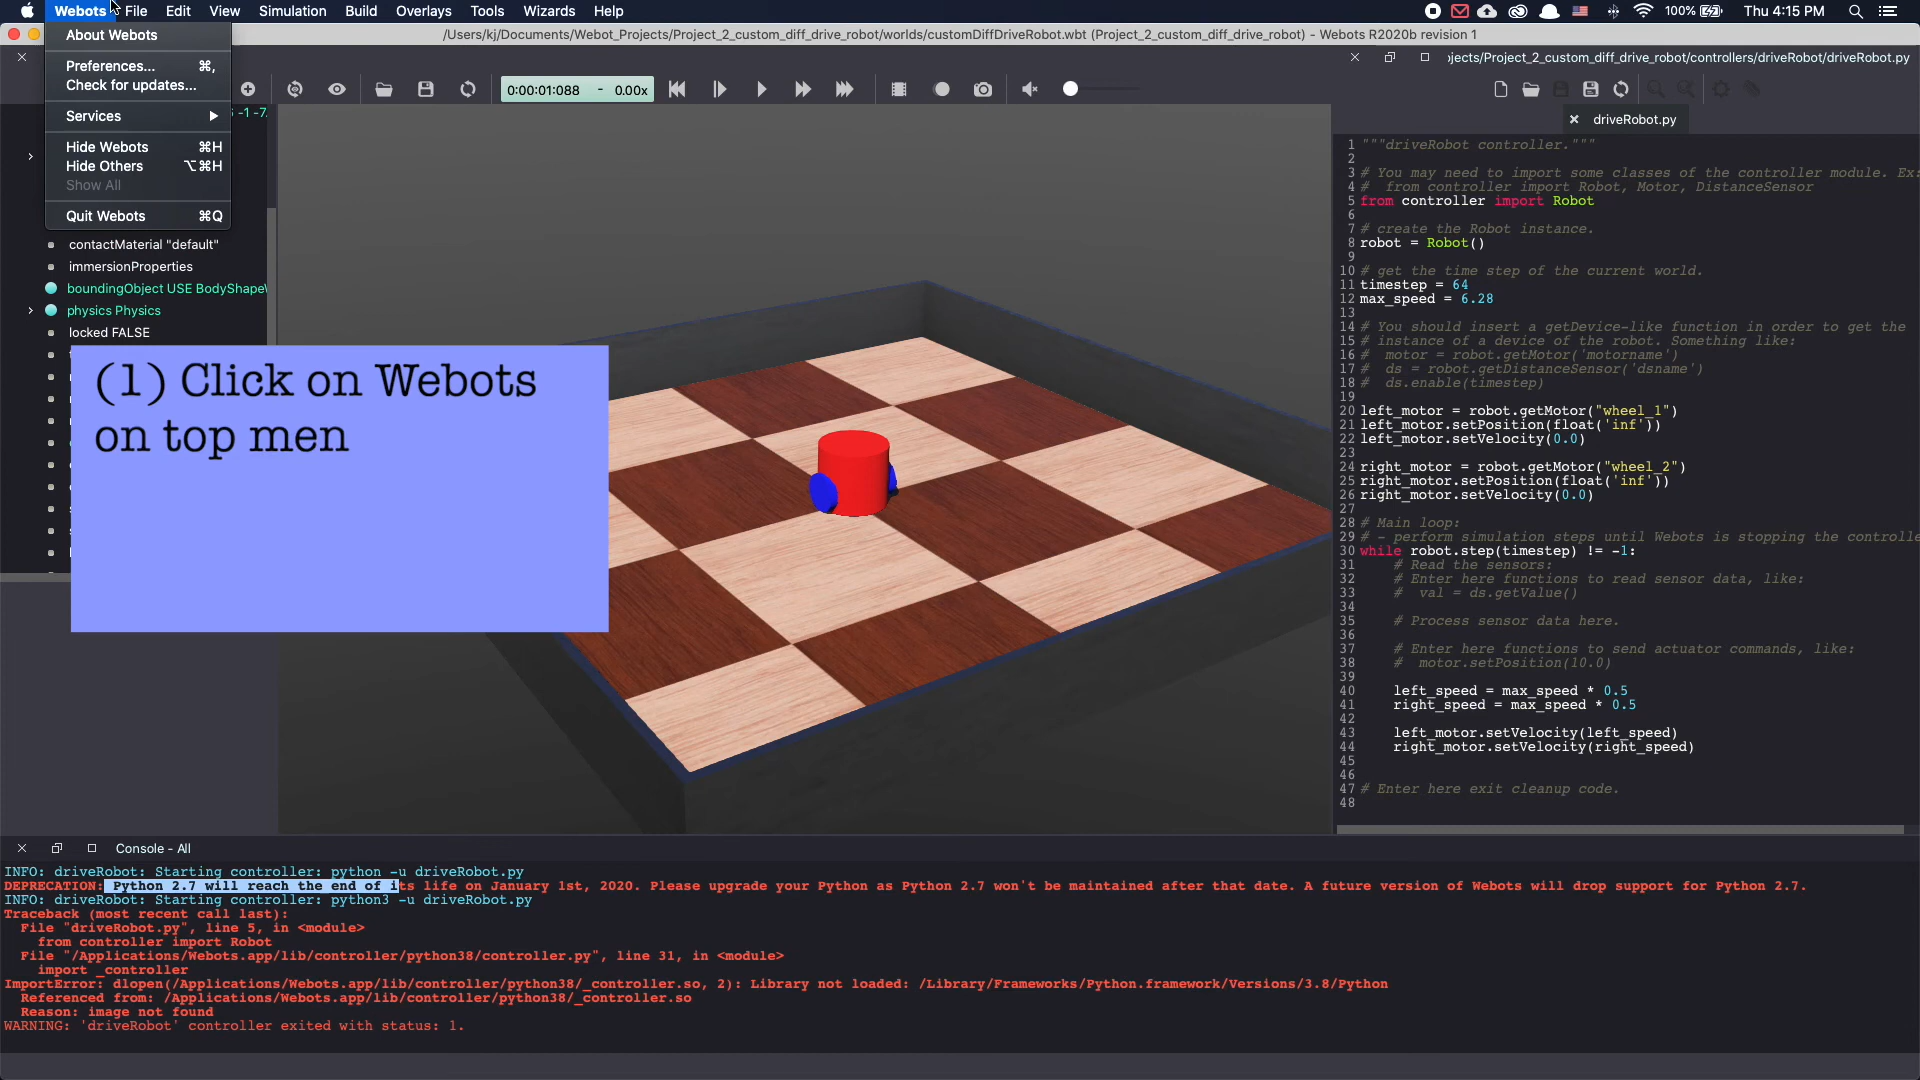 Webots File Edit View Simulation Build Overlays Tools Wizards Help
100% Thu 4:15 PM
/Users/kj/Documents/Webot_Projects/Project_2_custom_diff_drive_robot/worlds/customDiffDriveRobot.wbt (Project_2_custom_diff_drive_robot) - Webots R2020b revision 1
About Webots
Preferences... ⌘,
Check for updates...
Services
Hide Webots ⌘H
Hide Others ⌥⌘H
Show All
Quit Webots ⌘Q
-1 -7.
contactMaterial "default"
immersionProperties
boundingObject USE BodyShape
physics Physics
locked FALSE
(1) Click on Webots
on top men
0:00:01:088 - 0.00x
jects/Project_2_custom_diff_drive_robot/controllers/driveRobot/driveRobot.py
driveRobot.py
1 """driveRobot controller."""
2
3 # You may need to import some classes of the controller module. Ex:
4 #  from controller import Robot, Motor, DistanceSensor
5 from controller import Robot
6
7 # create the Robot instance.
8 robot = Robot()
9
10 # get the time step of the current world.
11 timestep = 64
12 max_speed = 6.28
13
14 # You should insert a getDevice-like function in order to get the
15 # instance of a device of the robot. Something like:
16 #  motor = robot.getMotor('motorname')
17 #  ds = robot.getDistanceSensor('dsname')
18 #  ds.enable(timestep)
19
20 left_motor = robot.getMotor("wheel_1")
21 left_motor.setPosition(float('inf'))
22 left_motor.setVelocity(0.0)
23
24 right_motor = robot.getMotor("wheel_2")
25 right_motor.setPosition(float('inf'))
26 right_motor.setVelocity(0.0)
27
28 # Main loop:
29 # - perform simulation steps until Webots is stopping the controlle
30 while robot.step(timestep) != -1:
31     # Read the sensors:
32     # Enter here functions to read sensor data, like:
33     #  val = ds.getValue()
34
35     # Process sensor data here.
36
37     # Enter here functions to send actuator commands, like:
38     #  motor.setPosition(10.0)
39
40     left_speed = max_speed * 0.5
41     right_speed = max_speed * 0.5
42
43     left_motor.setVelocity(left_speed)
44     right_motor.setVelocity(right_speed)
45
46
47 # Enter here exit cleanup code.
48
Console - All
INFO: driveRobot: Starting controller: python -u driveRobot.py
DEPRECATION: Python 2.7 will reach the end of its life on January 1st, 2020. Please upgrade your Python as Python 2.7 won't be maintained after that date. A future version of Webots will drop support for Python 2.7.
INFO: driveRobot: Starting controller: python3 -u driveRobot.py
Traceback (most recent call last):
  File "driveRobot.py", line 5, in <module>
    from controller import Robot
  File "/Applications/Webots.app/lib/controller/python38/controller.py", line 31, in <module>
    import _controller
ImportError: dlopen(/Applications/Webots.app/lib/controller/python38/_controller.so, 2): Library not loaded: /Library/Frameworks/Python.framework/Versions/3.8/Python
  Referenced from: /Applications/Webots.app/lib/controller/python38/_controller.so
  Reason: image not found
WARNING: 'driveRobot' controller exited with status: 1.